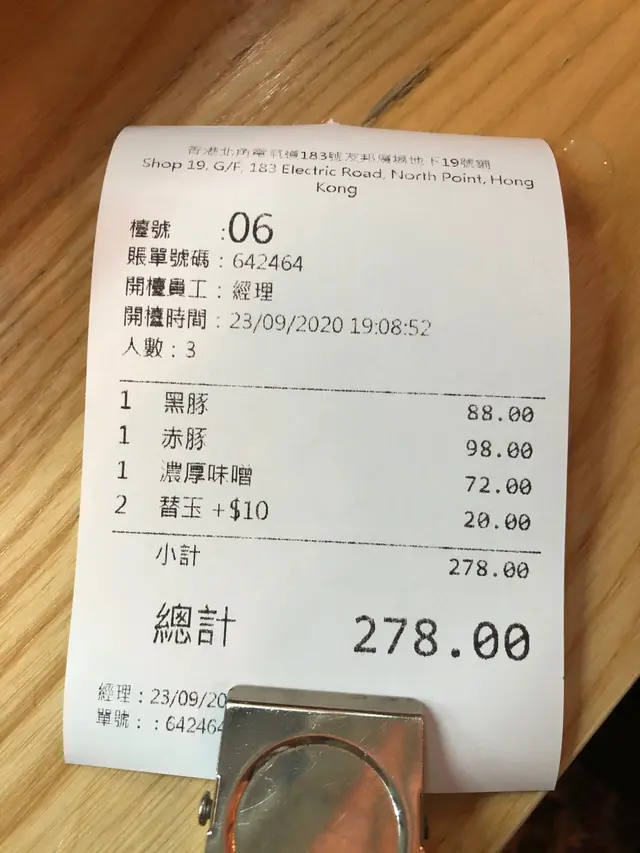 香港北角電氣道183號友邦廣場地下19號鋪
Shop 19, G/F, 183 Electric Road, North Point, Hong
Kong
檯號 :06
賬單號碼 : 642464
開檯員工 : 經理
開檯時間 : 23/09/2020 19:08:52
人數 : 3
1 黑豚 88.00
1 赤豚 98.00
1 濃厚味噌 72.00
2 替玉 +$10 20.00
小計 278.00
總計 278.00
經理 : 23/09/20
單號 : : 642464